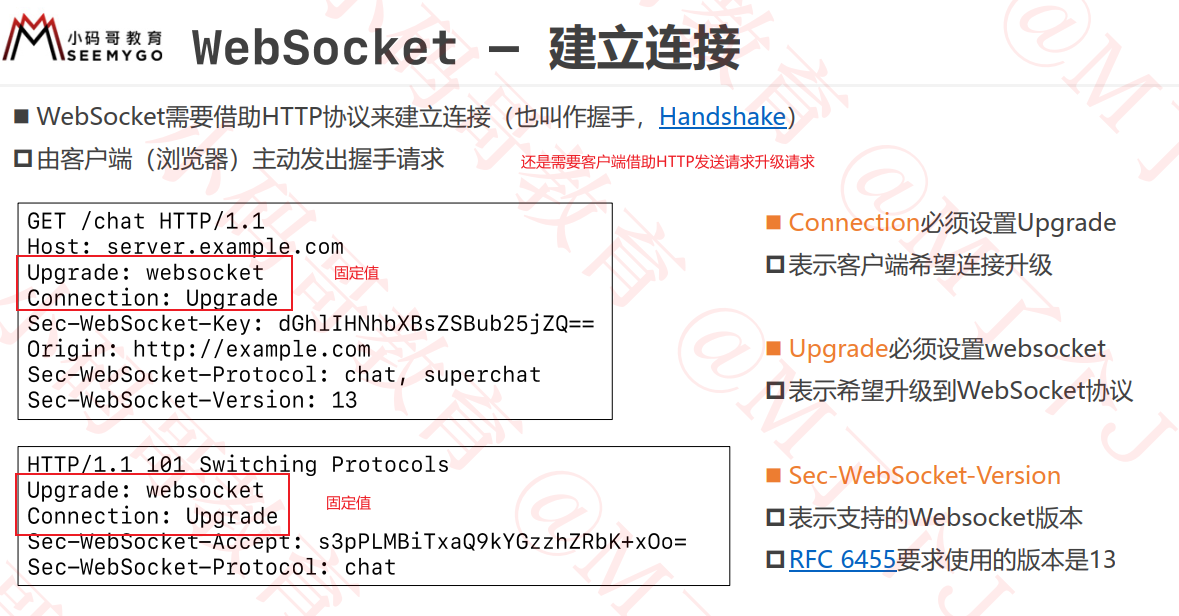 小码哥教育
SEEMYGO
WebSocket – 建立连接
■ WebSocket需要借助HTTP协议来建立连接（也叫作握手，Handshake）
由客户端（浏览器）主动发出握手请求
还是需要客户端借助HTTP发送请求升级请求
GET /chat HTTP/1.1
Host: server.example.com
Upgrade: websocket
固定值
Connection: Upgrade
Sec-WebSocket-Key: dGhlIHNhbXBsZSBub25jZQ==
Origin: http://example.com
Sec-WebSocket-Protocol: chat, superchat
Sec-WebSocket-Version: 13
HTTP/1.1 101 Switching Protocols
Upgrade: websocket
固定值
Connection: Upgrade
Sec-WebSocket-Accept: s3pPLMBiTxaQ9kYGzzhZRbK+xOo=
Sec-WebSocket-Protocol: chat
■ Connection必须设置Upgrade
表示客户端希望连接升级
■ Upgrade必须设置websocket
表示希望升级到WebSocket协议
■ Sec-WebSocket-Version
表示支持的Websocket版本
RFC 6455要求使用的版本是13
小码哥教育 @M了个J